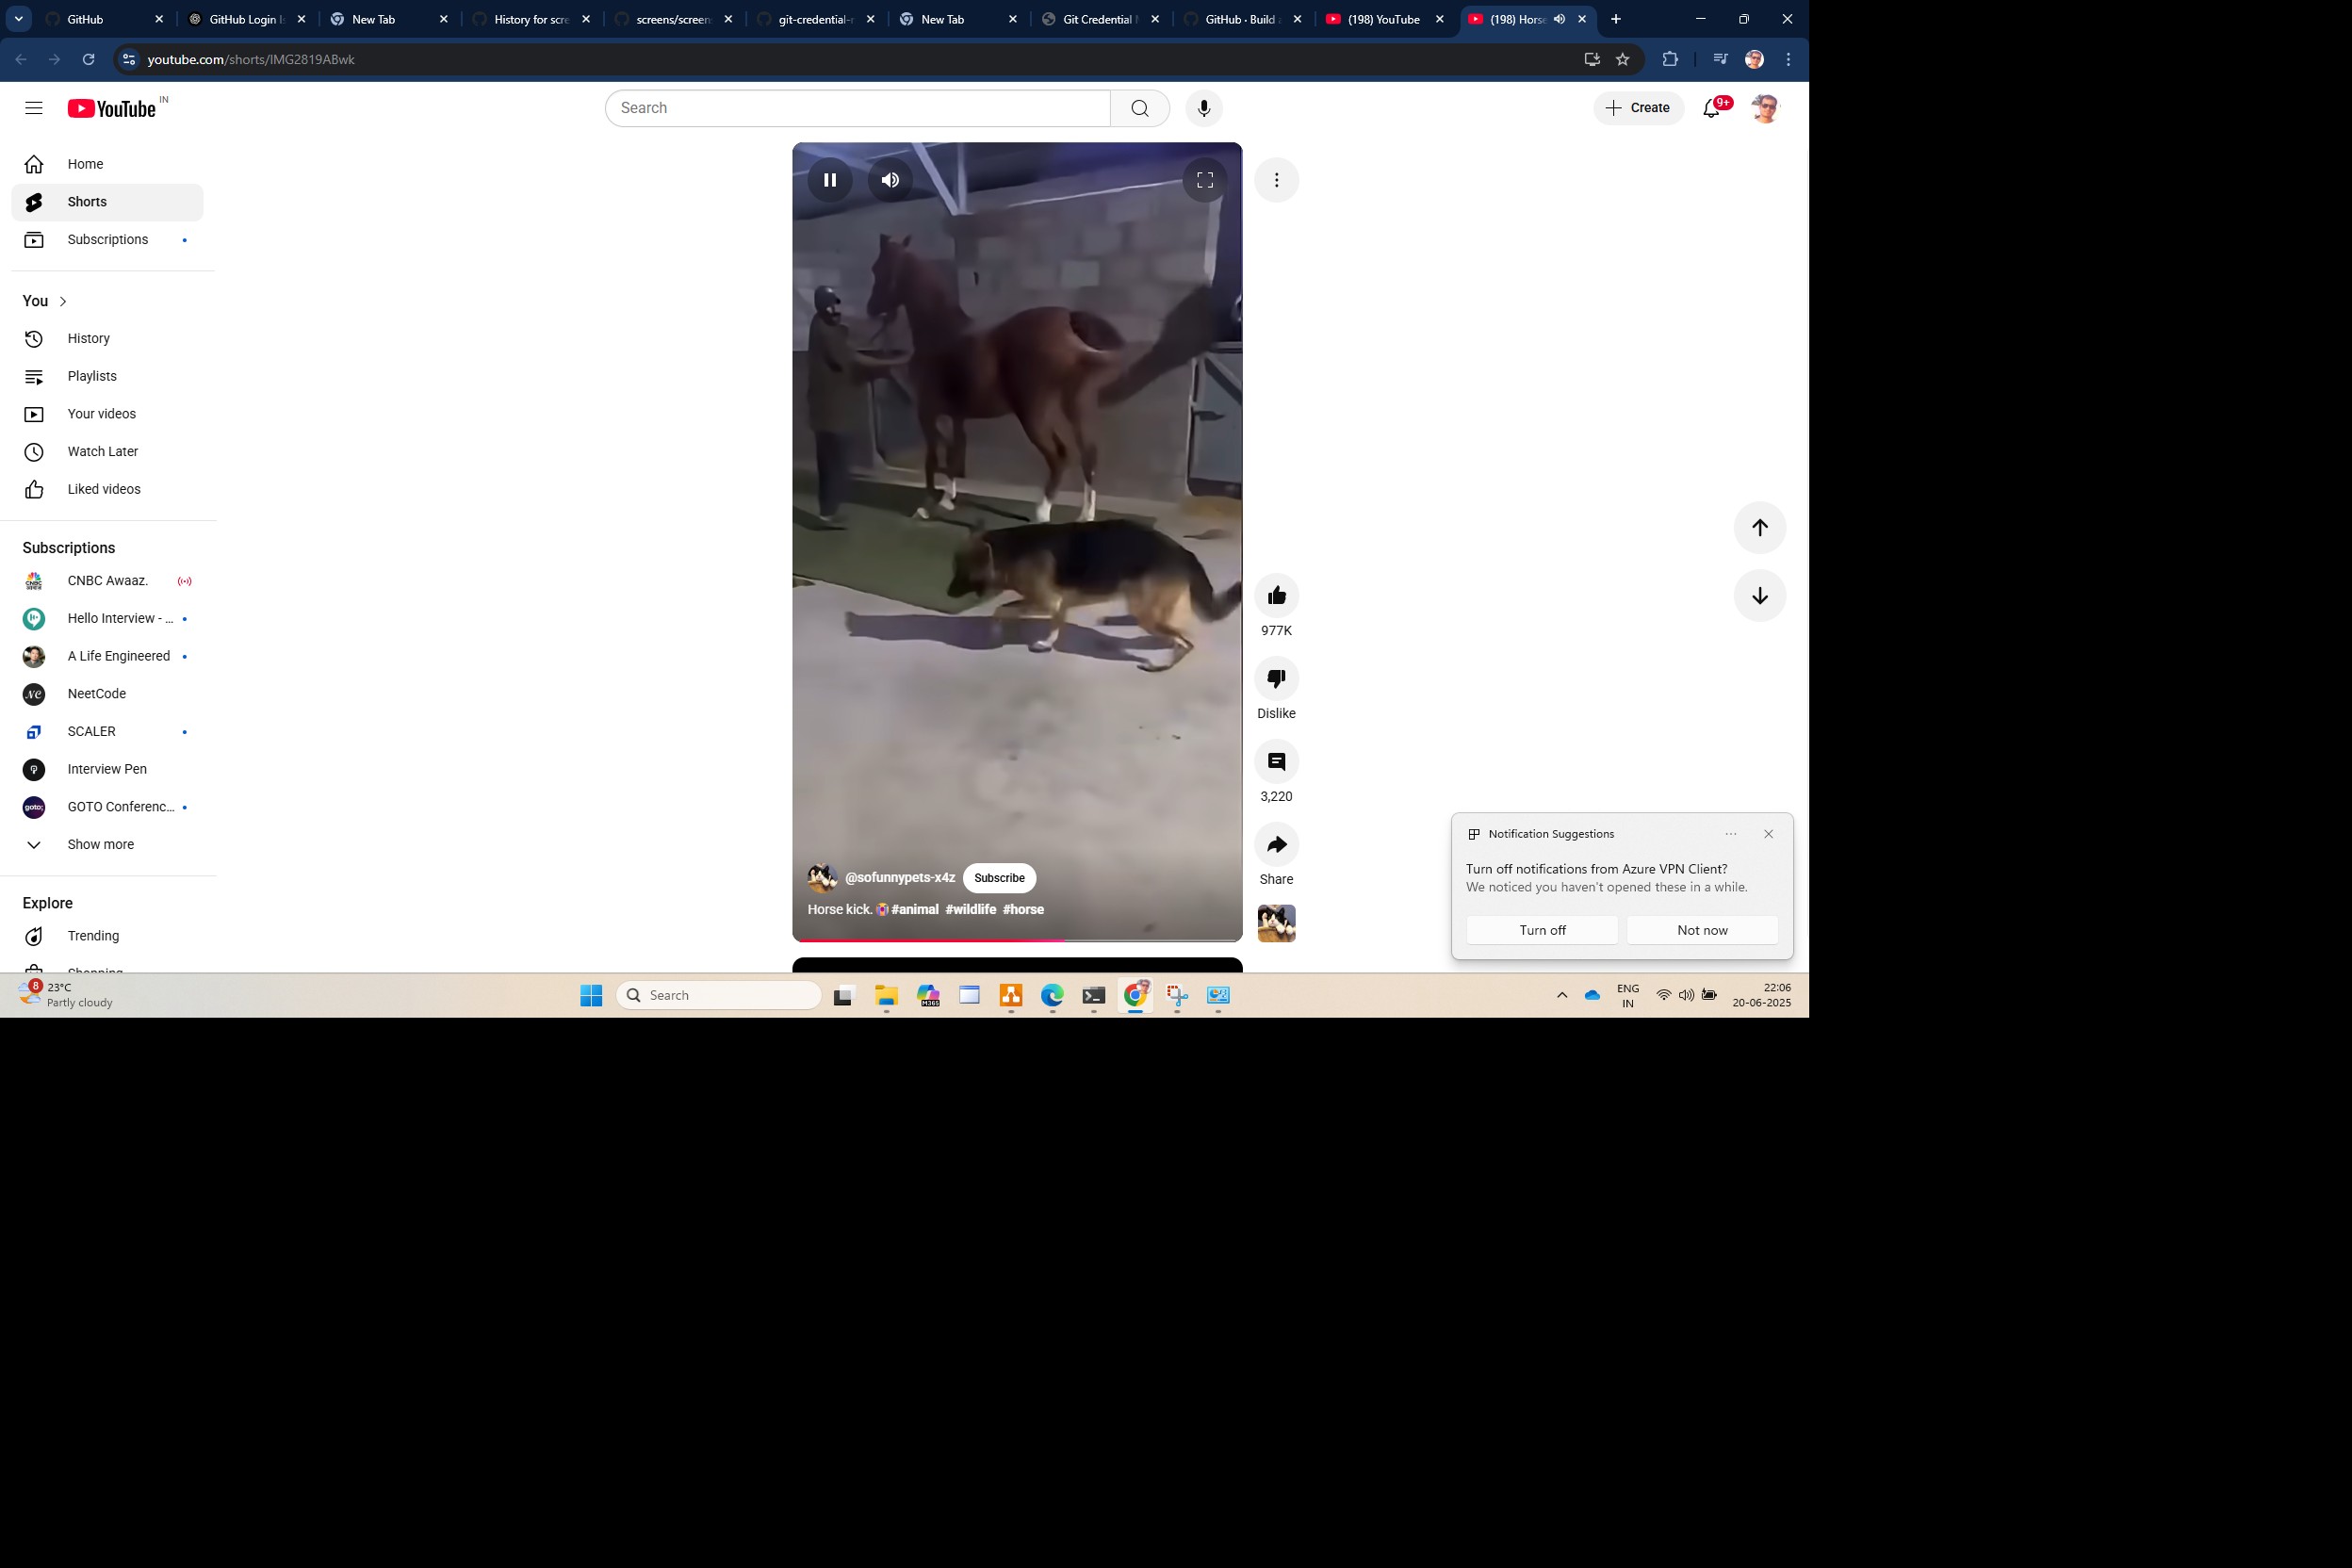 GitHub
GitHub Login
New Tab
History for scre
screens/screen
git-credential-
New Tab
Git Credential
GitHub · Build
(198) YouTube
(198) Horse
youtube.com/shorts/IMG2819ABwk
YouTube IN
Search
Create
9+
Home
Shorts
Subscriptions
You
History
Playlists
Your videos
Watch Later
Liked videos
Subscriptions
CNBC Awaaz.
Hello Interview - ...
A Life Engineered
NeetCode
SCALER
Interview Pen
GOTO Conferenc...
Show more
Explore
Trending
Shopping
977K
Dislike
3,220
Share
@sofunnypets-x4z Subscribe
Horse kick. #animal #wildlife #horse
Notification Suggestions
Turn off notifications from Azure VPN Client?
We noticed you haven't opened these in a while.
Turn off
Not now
8
23°C
Partly cloudy
Search
M365
ENG
IN
22:06
20-06-2025